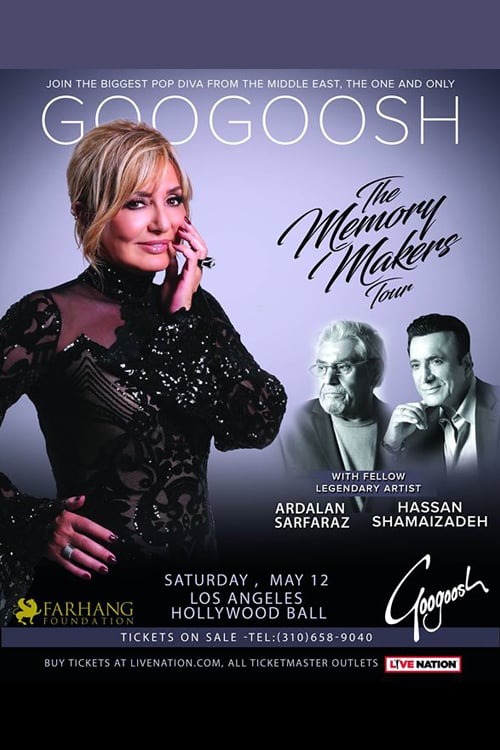 JOIN THE BIGGEST POP DIVA FROM THE MIDDLE EAST, THE ONE AND ONLY
GOOGOOSH
The
Memory
Makers
Tour
WITH FELLOW
LEGENDARY ARTIST
ARDALAN
SARFARAZ
HASSAN
SHAMAIZADEH
SATURDAY , MAY 12
LOS ANGELES
HOLLYWOOD BALL
FARHANG
FOUNDATION
Googoosh
TICKETS ON SALE -TEL:(310)658-9040
BUY TICKETS AT LIVENATION.COM, ALL TICKETMASTER OUTLETS
LIVE NATION